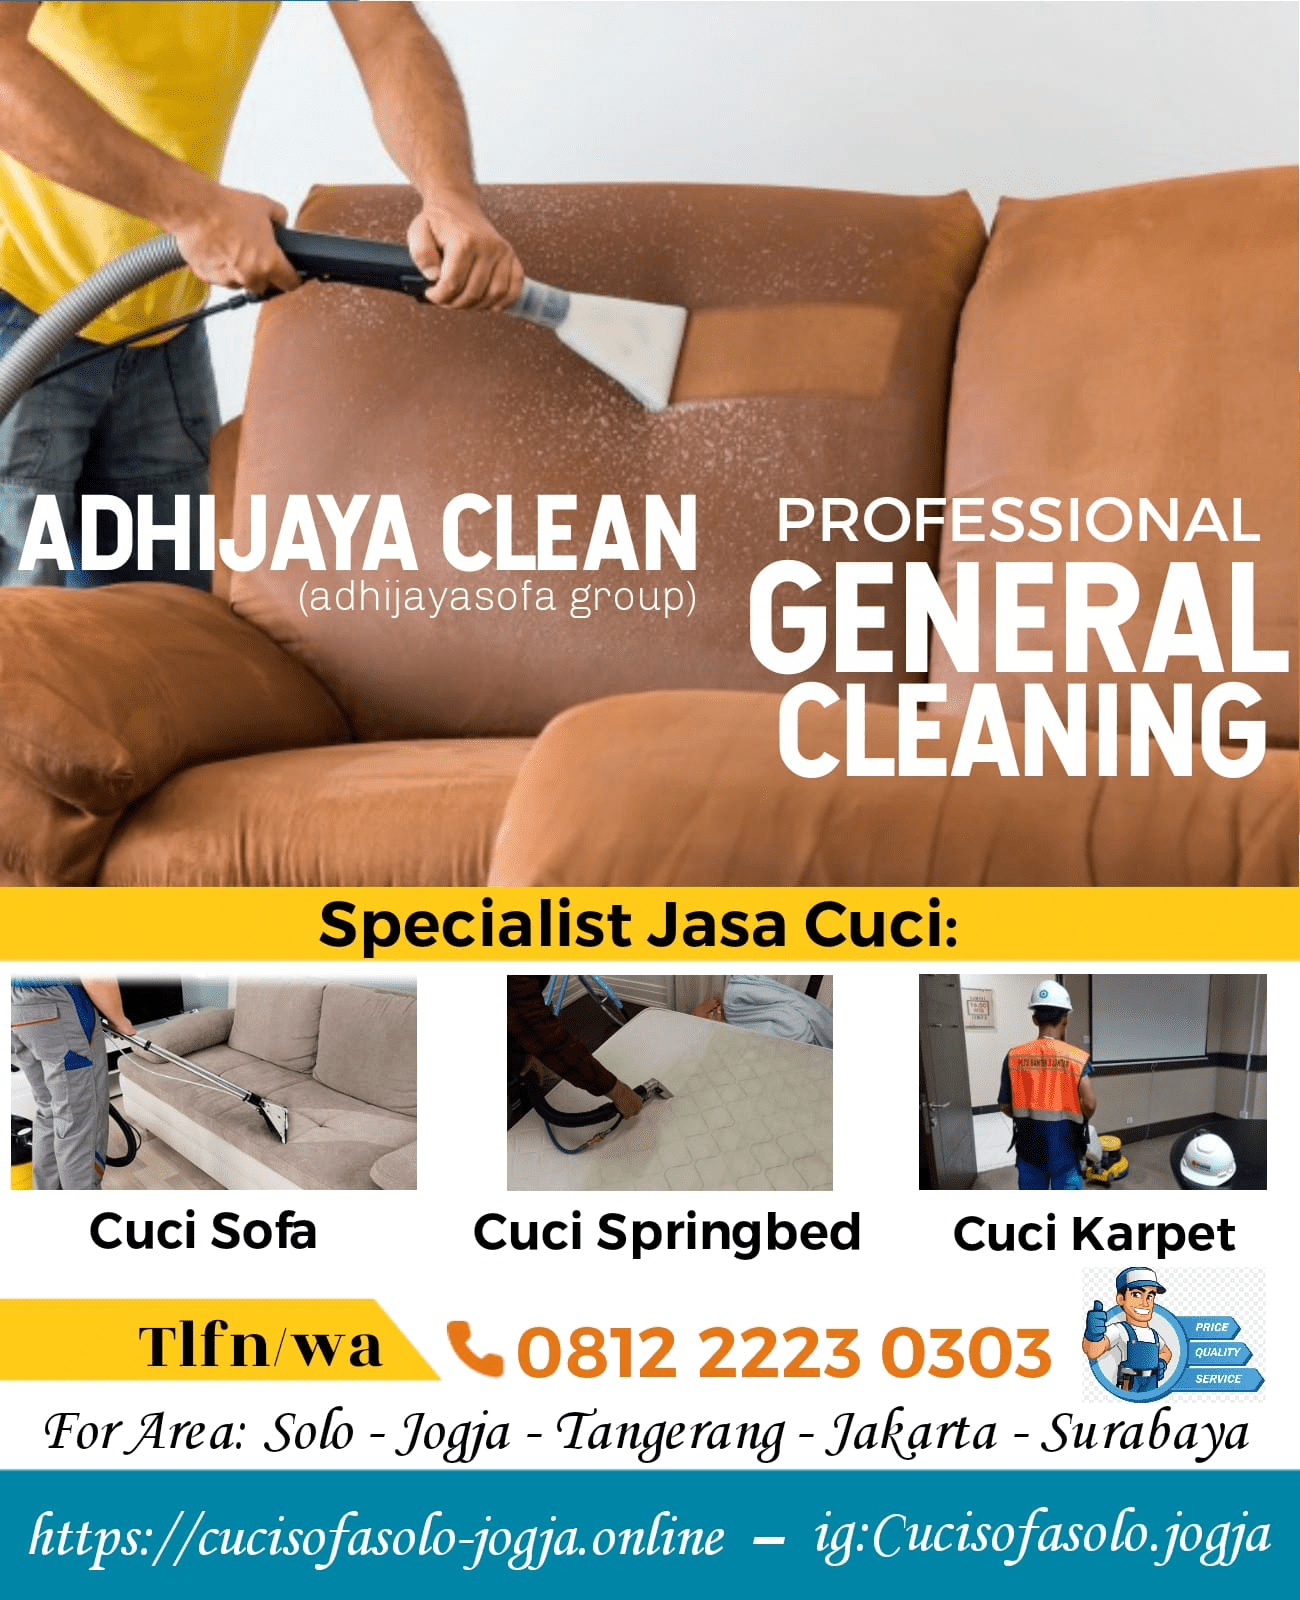 ADHIJAYA CLEAN
(adhijayasofa group)
PROFESSIONAL
GENERAL
CLEANING
Specialist Jasa Cuci:
Cuci Sofa
Cuci Springbed
Cuci Karpet
Tlfn/wa
0812 2223 0303
PRICE
QUALITY
SERVICE
For Area: Solo - Jogja - Tangerang - Jakarta - Surabaya
https://cucisofasolo-jogja.online – ig:Cucisofasolo.jogja